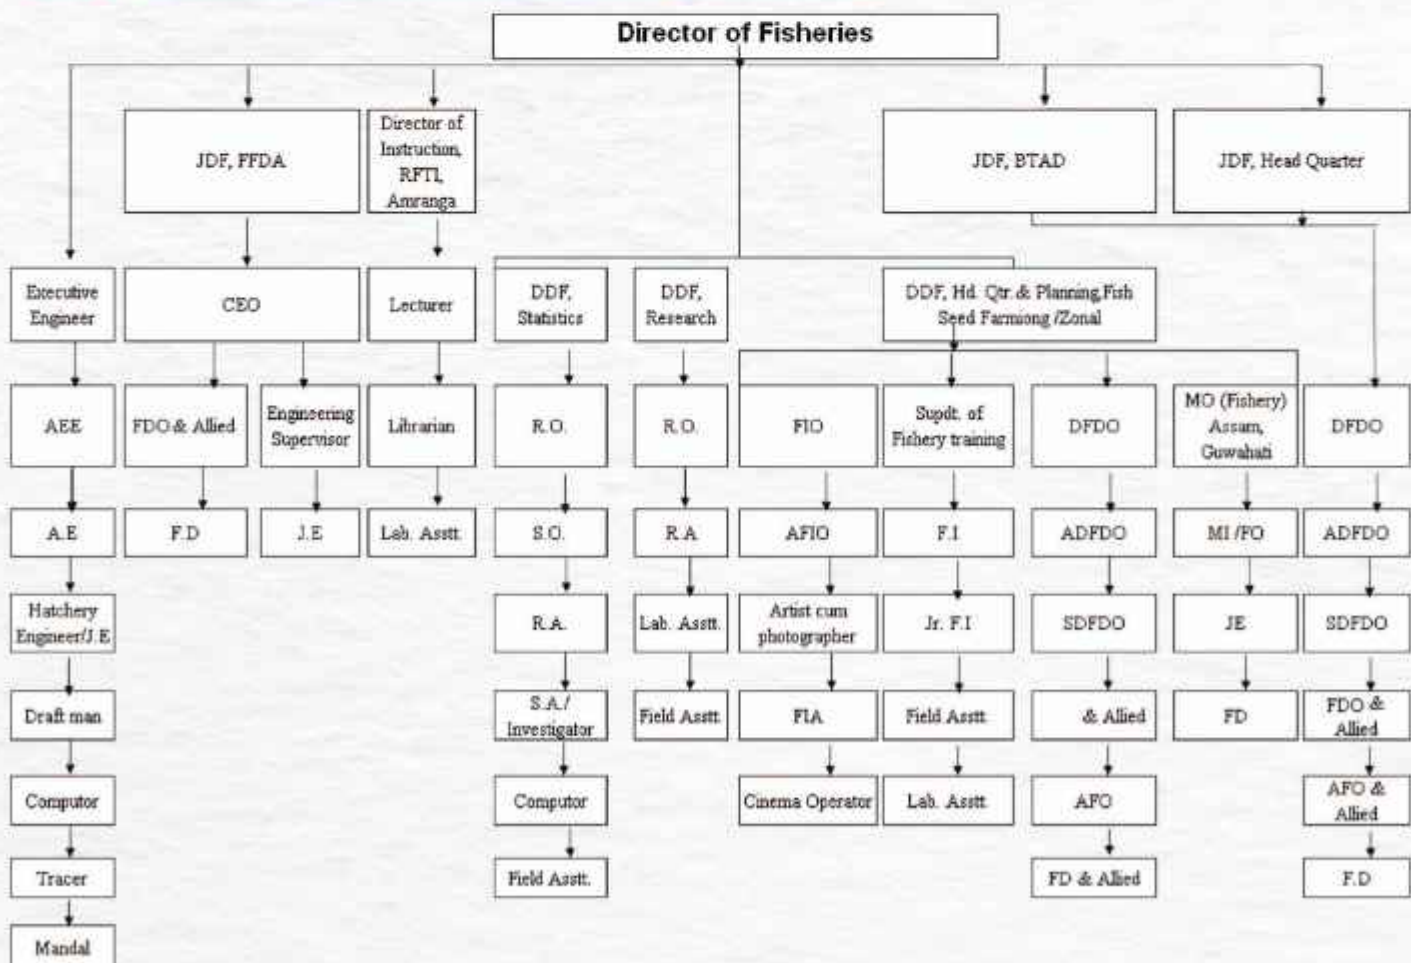 Director of Fisheries
JDF, FFDA
Director of
Instruction,
RFTI,
Amranga
JDF, BTAD
JDF, Head Quarter
Executive
Engineer
CEO
Lecturer
DDF,
Statistics
DDF,
Research
DDF, Hd. Qtr.& Planning,Fish
Seed Farmiong /Zonal
AEE
FDO & Allied
Engineering
Supervisor
Librarian
R.O.
R.O.
FIO
Supdt. of
Fishery training
DFDO
MO (Fishery)
Assam,
Guwahati
DFDO
A.E
F.D
J.E
Lab. Asstt.
S.O.
R.A
AFIO
F.I
ADFDO
MI /FO
ADFDO
Hatchery
Engineer/J.E
R.A.
Lab. Asstt.
Artist cum
photographer
Jr. F.I
SDFDO
JE
SDFDO
Draft man
S.A./
Investigator
Field Asstt.
FIA
Field Asstt
& Allied
FD
FDO &
Allied
Computor
Computor
Cinema Operator
Lab. Asstt
AFO
AFO &
Allied
Tracer
Field Asstt.
FD & Allied
F.D
Mandal